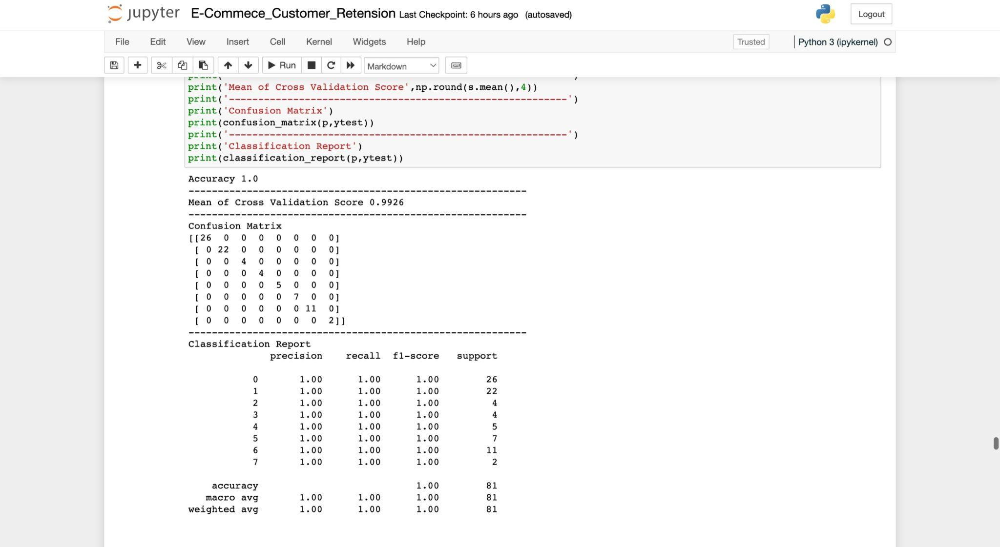 jupyter E-Commece_Customer_Retension Last Checkpoint: 6 hours ago (autosaved) Logout
File Edit View Insert Cell Kernel Widgets Help Trusted Python 3 (ipykernel)
Run Markdown
print('Mean of Cross Validation Score',np.round(s.mean(),4))
print('----------------------------------------------------------')
print('Confusion Matrix')
print(confusion_matrix(p,ytest))
print('----------------------------------------------------------')
print('Classification Report')
print(classification_report(p,ytest))
Accuracy 1.0
----------------------------------------------------------
Mean of Cross Validation Score 0.9926
----------------------------------------------------------
Confusion Matrix
[[26  0  0  0  0  0  0  0]
 [ 0 22  0  0  0  0  0  0]
 [ 0  0  4  0  0  0  0  0]
 [ 0  0  0  4  0  0  0  0]
 [ 0  0  0  0  5  0  0  0]
 [ 0  0  0  0  0  7  0  0]
 [ 0  0  0  0  0  0 11  0]
 [ 0  0  0  0  0  0  0  2]]
----------------------------------------------------------
Classification Report
precision recall f1-score support
0 1.00 1.00 1.00 26
1 1.00 1.00 1.00 22
2 1.00 1.00 1.00 4
3 1.00 1.00 1.00 4
4 1.00 1.00 1.00 5
5 1.00 1.00 1.00 7
6 1.00 1.00 1.00 11
7 1.00 1.00 1.00 2
accuracy 1.00 81
macro avg 1.00 1.00 1.00 81
weighted avg 1.00 1.00 1.00 81